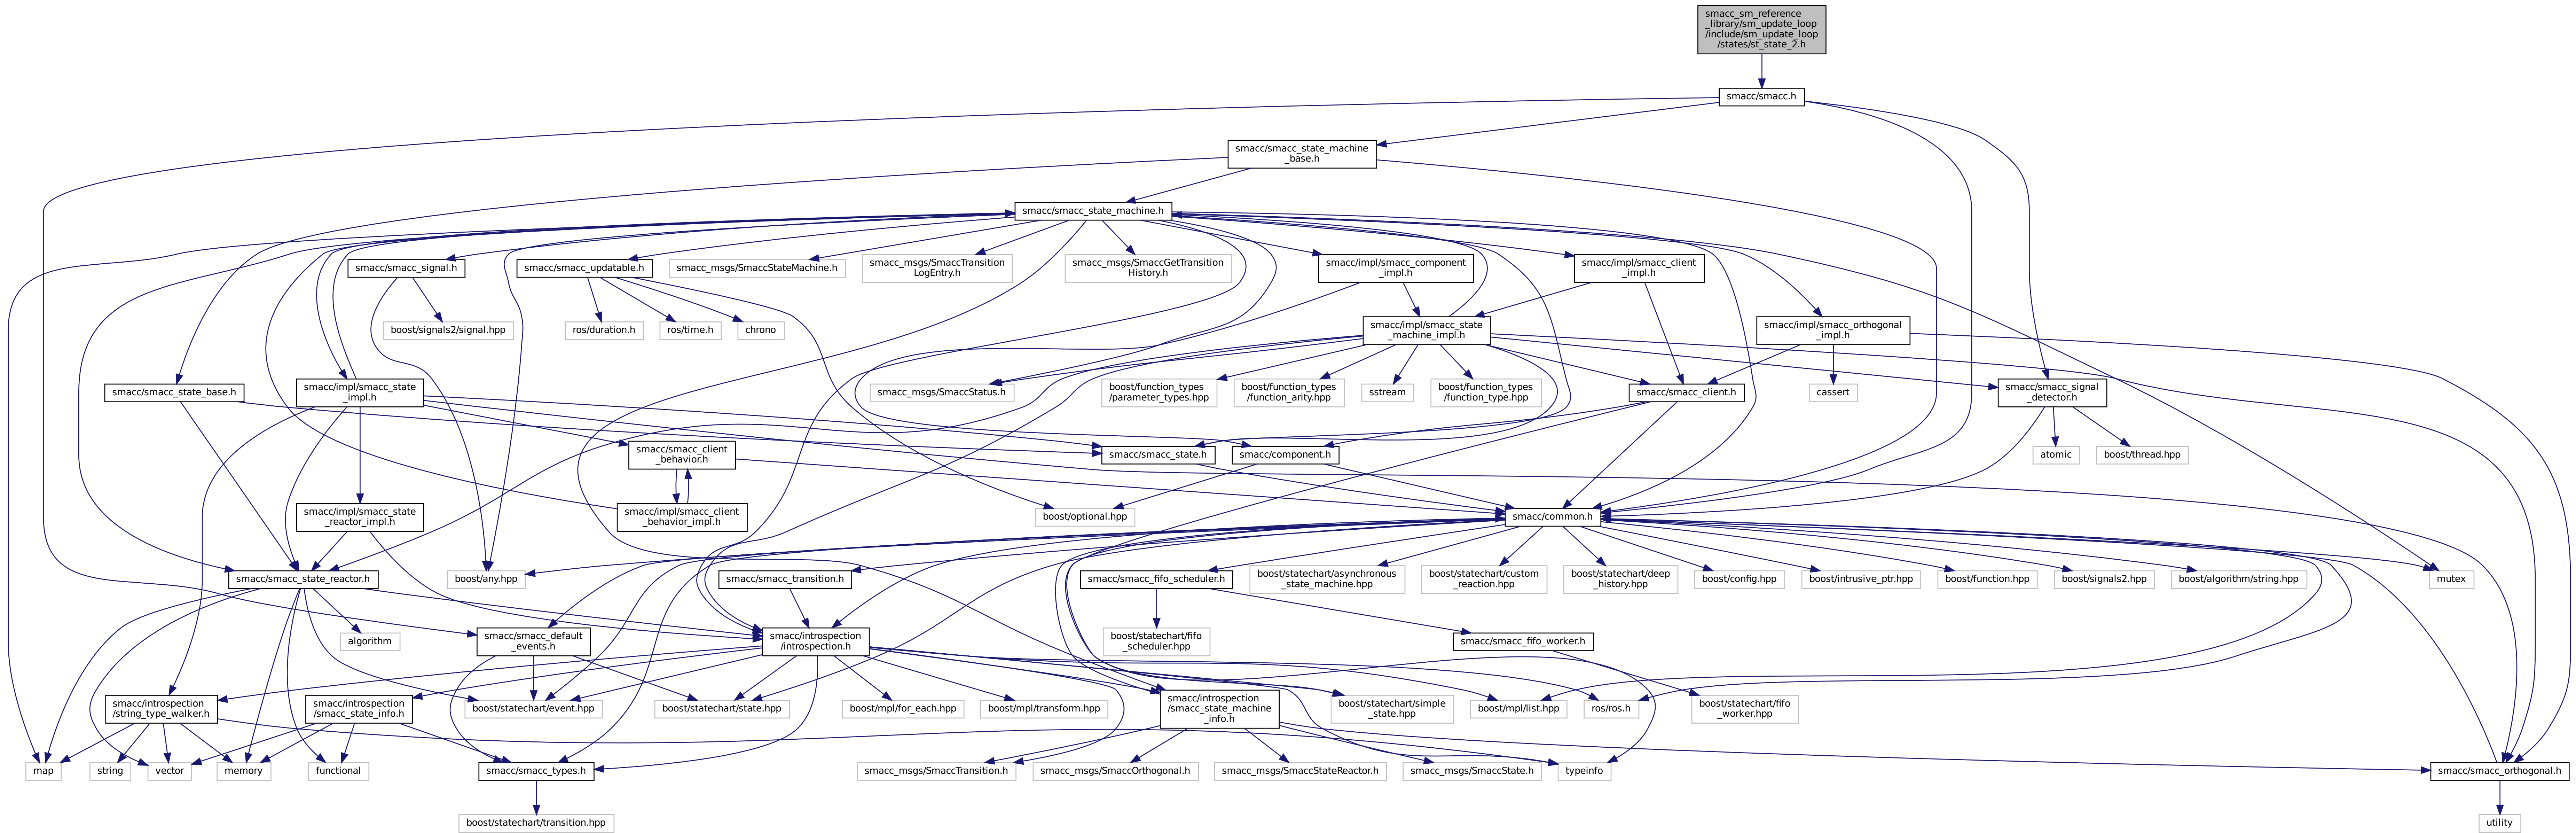 smacc_sm_reference
_library/sm_update_loop
/include/sm_update_loop
/states/st_state_2.h
smacc/smacc.h
smacc/smacc_state_machine
_base.h
smacc/smacc_state_machine.h
smacc/smacc_signal.h
smacc/smacc_updatable.h
smacc_msgs/SmaccStateMachine.h
smacc_msgs/SmaccTransition
LogEntry.h
smacc_msgs/SmaccGetTransition
History.h
smacc/impl/smacc_component
_impl.h
smacc/impl/smacc_client
_impl.h
boost/signals2/signal.hpp
ros/duration.h
ros/time.h
chrono
smacc/impl/smacc_state
_machine_impl.h
smacc/impl/smacc_orthogonal
_impl.h
smacc/smacc_state_base.h
smacc/impl/smacc_state
_impl.h
smacc_msgs/SmaccStatus.h
boost/function_types
/parameter_types.hpp
boost/function_types
/function_arity.hpp
sstream
boost/function_types
/function_type.hpp
smacc/smacc_client.h
cassert
smacc/smacc_signal
_detector.h
smacc/smacc_client
_behavior.h
smacc/smacc_state.h
smacc/component.h
atomic
boost/thread.hpp
smacc/impl/smacc_state
_reactor_impl.h
smacc/impl/smacc_client
_behavior_impl.h
boost/optional.hpp
smacc/common.h
smacc/smacc_state_reactor.h
boost/any.hpp
smacc/smacc_transition.h
smacc/smacc_fifo_scheduler.h
boost/statechart/asynchronous
_state_machine.hpp
boost/statechart/custom
_reaction.hpp
boost/statechart/deep
_history.hpp
boost/config.hpp
boost/intrusive_ptr.hpp
boost/function.hpp
boost/signals2.hpp
boost/algorithm/string.hpp
mutex
algorithm
smacc/smacc_default
_events.h
smacc/introspection
/introspection.h
boost/statechart/fifo
_scheduler.hpp
smacc/smacc_fifo_worker.h
smacc/introspection
/string_type_walker.h
smacc/introspection
/smacc_state_info.h
boost/statechart/event.hpp
boost/statechart/state.hpp
boost/mpl/for_each.hpp
boost/mpl/transform.hpp
smacc/introspection
/smacc_state_machine
_info.h
boost/statechart/simple
_state.hpp
boost/mpl/list.hpp
ros/ros.h
boost/statechart/fifo
_worker.hpp
map
string
vector
memory
functional
smacc/smacc_types.h
smacc_msgs/SmaccTransition.h
smacc_msgs/SmaccOrthogonal.h
smacc_msgs/SmaccStateReactor.h
smacc_msgs/SmaccState.h
typeinfo
smacc/smacc_orthogonal.h
boost/statechart/transition.hpp
utility